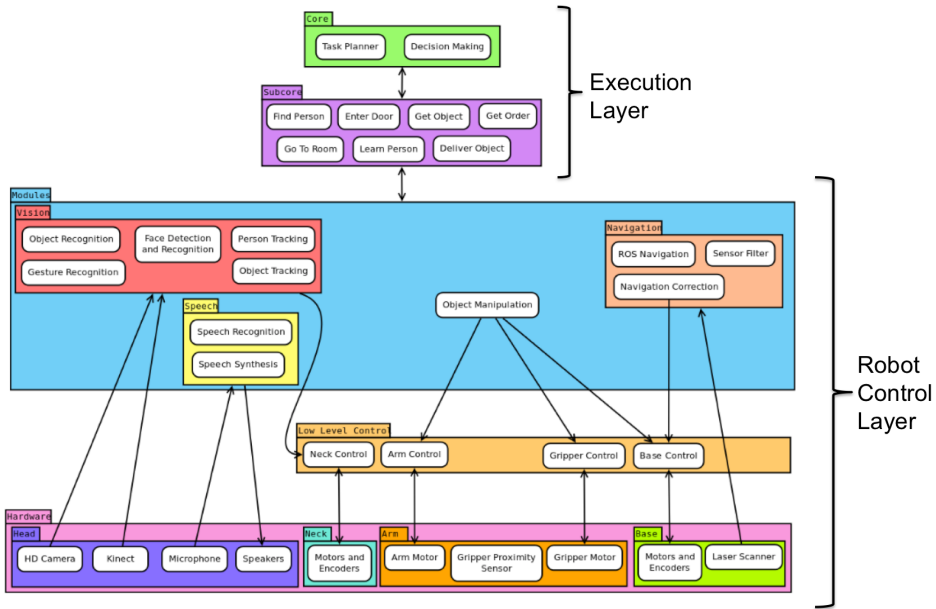 Core
Task Planner
Decision Making
Execution
Layer
Subcore
Find Person
Enter Door
Get Object
Get Order
Go To Room
Learn Person
Deliver Object
Modules
Vision
Object Recognition
Face Detection
and Recognition
Person Tracking
Gesture Recognition
Object Tracking
Navigation
ROS Navigation
Sensor Filter
Navigation Correction
Speech
Speech Recognition
Speech Synthesis
Object Manipulation
Robot
Control
Layer
Low Level Control
Neck Control
Arm Control
Gripper Control
Base Control
Hardware
Head
HD Camera
Kinect
Microphone
Speakers
Neck
Motors and
Encoders
Arm
Arm Motor
Gripper Proximity
Sensor
Gripper Motor
Base
Motors and
Encoders
Laser Scanner